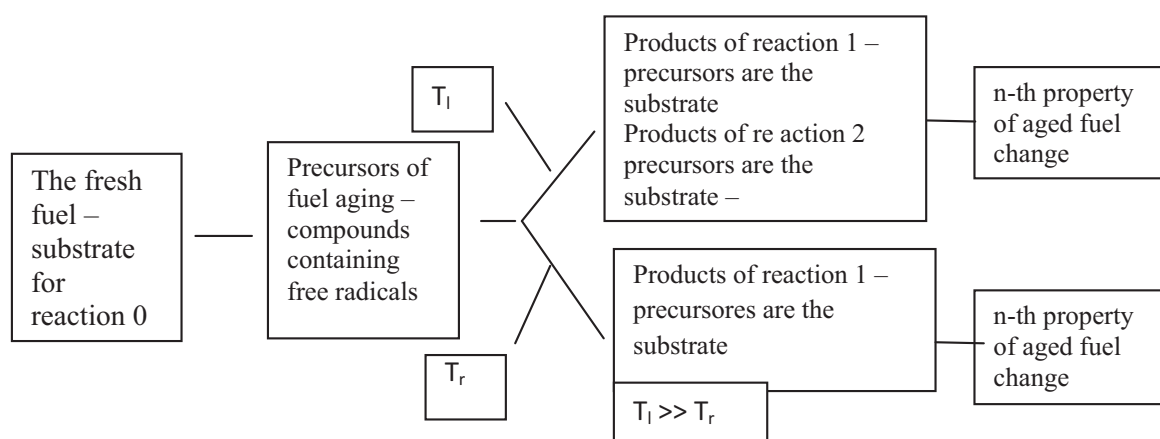 The fresh
fuel –
substrate
for
reaction 0
Precursors of
fuel aging –
compounds
containing
free radicals
Tl
Tr
Products of reaction 1 –
precursors are the
substrate
Products of re action 2
precursors are the
substrate –
n-th property
of aged fuel
change
Products of reaction 1 –
precursores are the
substrate
Tl >> Tr
n-th property
of aged fuel
change